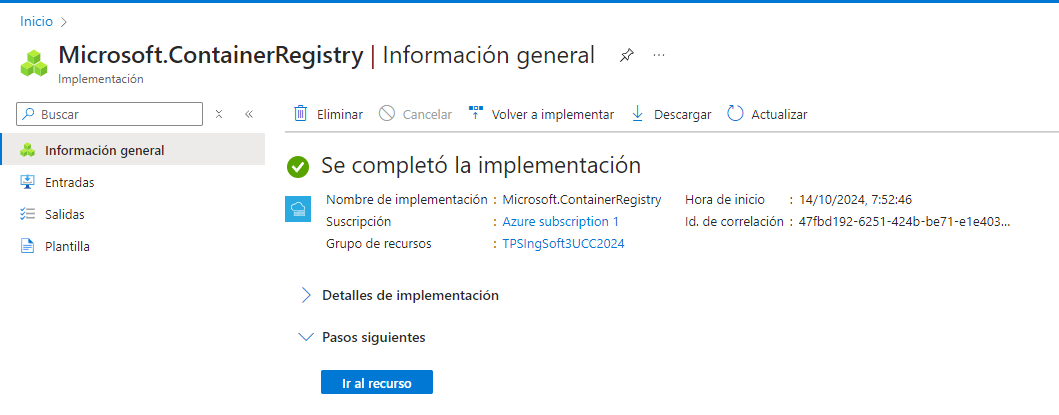 Inicio
Microsoft.ContainerRegistry | Información general
Implementación
Buscar
Eliminar Cancelar Volver a implementar Descargar Actualizar
Información general
Entradas
Salidas
Plantilla
Se completó la implementación
Nombre de implementación : Microsoft.ContainerRegistry Hora de inicio : 14/10/2024, 7:52:46
Suscripción : Azure subscription 1 Id. de correlación : 47fbd192-6251-424b-be71-e1e403...
Grupo de recursos : TPSIngSoft3UCC2024
Detalles de implementación
Pasos siguientes
Ir al recurso